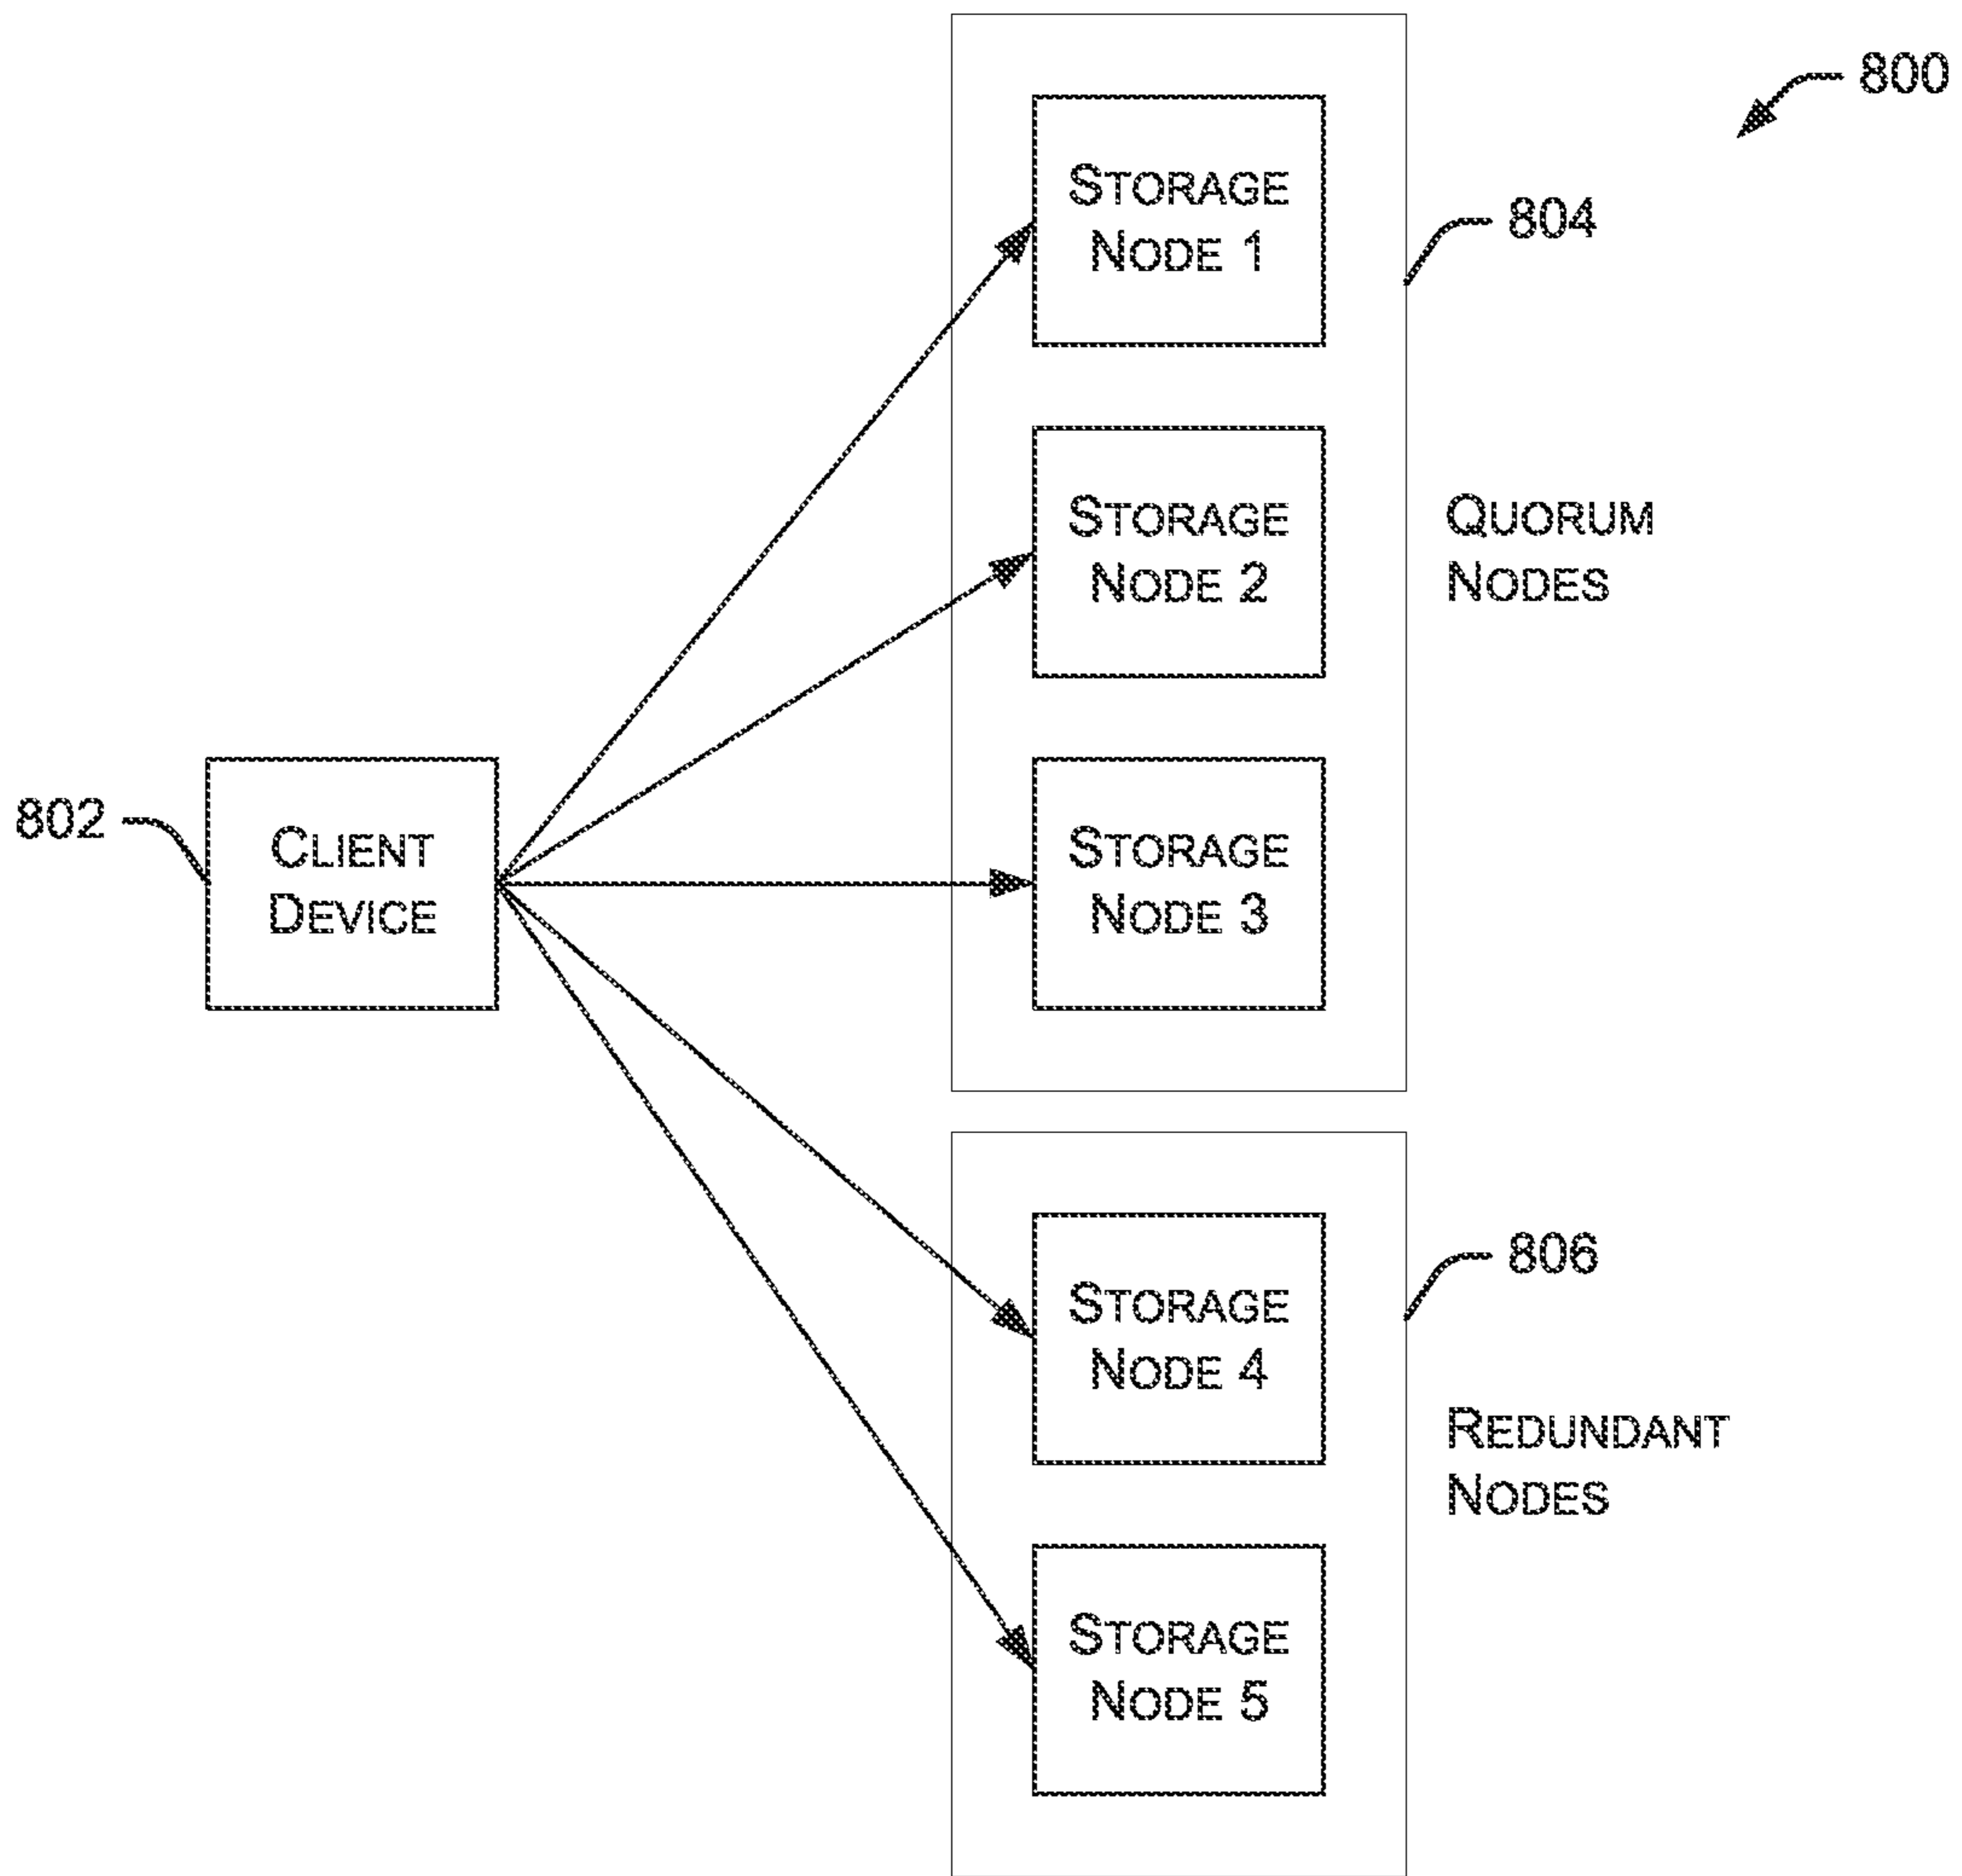 800
STORAGE
NODE 1
804
STORAGE
NODE 2
QUORUM
NODES
802
CLIENT
DEVICE
STORAGE
NODE 3
STORAGE
NODE 4
806
REDUNDANT
NODES
STORAGE
NODE 5